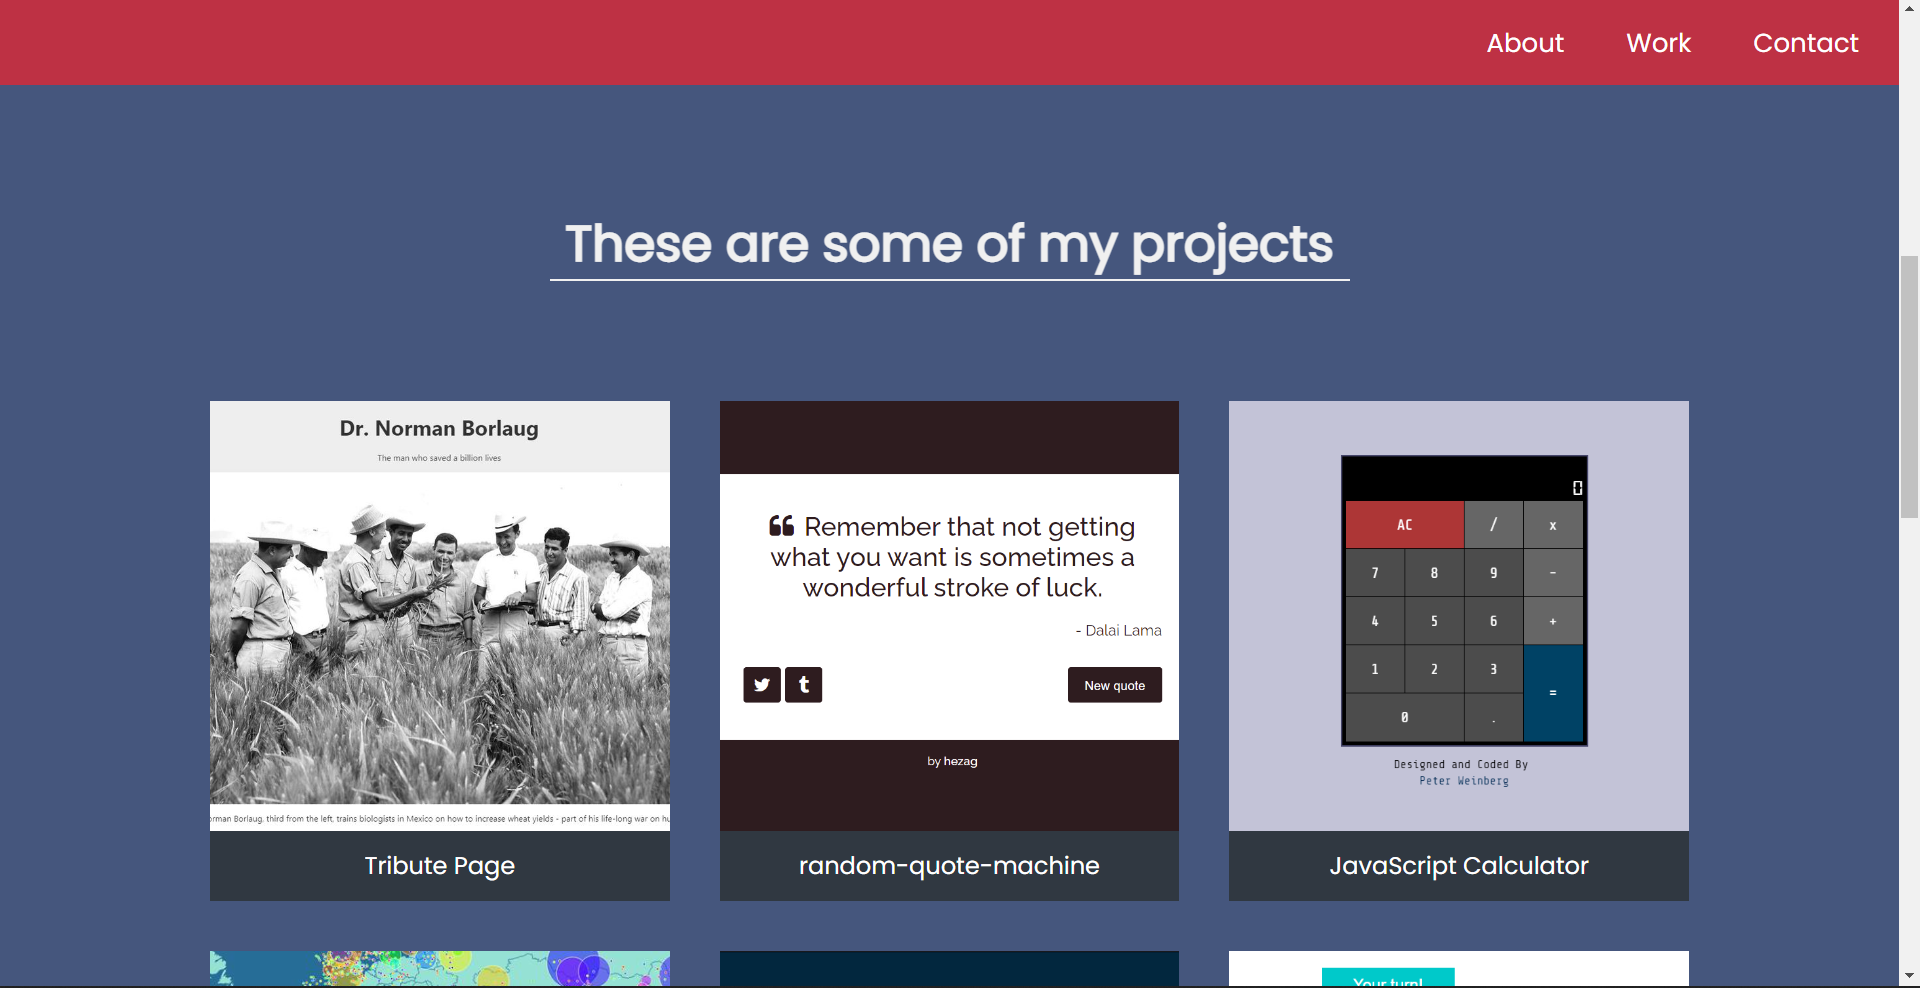 About Work Contact
These are some of my projects
Dr. Norman Borlaug
The man who saved a billion lives
Borlaug, third from the left, trains biologists in Mexico on how to increase wheat yields - part of his life-long war on
Tribute Page
“ Remember that not getting
what you want is sometimes a
wonderful stroke of luck.
- Dalai Lama
New quote
by hezag
random-quote-machine
0
AC / x
7 8 9 -
4 5 6 +
1 2 3 =
0 .
Designed and Coded By
Peter Weinberg
JavaScript Calculator
Your turn!